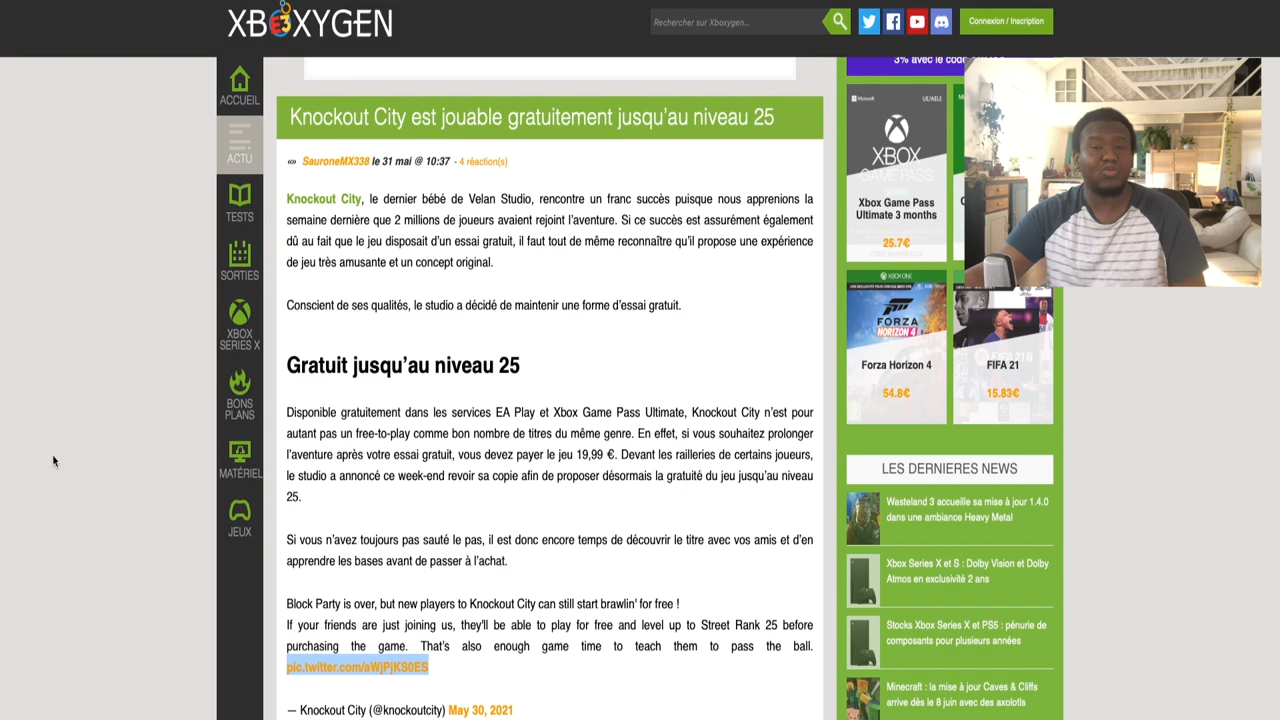 XBOXYGEN
Rechercher sur Xboxygen...
Connexion / Inscription
ACCUEIL
ACTU
TESTS
SORTIES
XBOX
SERIES X
BONS
PLANS
MATÉRIEL
JEUX
Knockout City est jouable gratuitement jusqu'au niveau 25
SauroneMX338 le 31 mai @ 10:37 - 4 réaction(s)
Knockout City, le dernier bébé de Velan Studio, rencontre un franc succès puisque nous apprenions la
semaine dernière que 2 millions de joueurs avaient rejoint l'aventure. Si ce succès est assurément également
dû au fait que le jeu disposait d'un essai gratuit, il faut tout de même reconnaître qu'il propose une expérience
de jeu très amusante et un concept original.
Conscient de ses qualités, le studio a décidé de maintenir une forme d'essai gratuit.
Gratuit jusqu'au niveau 25
Disponible gratuitement dans les services EA Play et Xbox Game Pass Ultimate, Knockout City n'est pour
autant pas un free-to-play comme bon nombre de titres du même genre. En effet, si vous souhaitez prolonger
l'aventure après votre essai gratuit, vous devez payer le jeu 19,99 €. Devant les railleries de certains joueurs,
le studio a annoncé ce week-end revoir sa copie afin de proposer désormais la gratuité du jeu jusqu'au niveau
25.
Si vous n'avez toujours pas sauté le pas, il est donc encore temps de découvrir le titre avec vos amis et d'en
apprendre les bases avant de passer à l'achat.
Block Party is over, but new players to Knockout City can still start brawlin' for free !
If your friends are just joining us, they'll be able to play for free and level up to Street Rank 25 before
purchasing the game. That's also enough game time to teach them to pass the ball.
pic.twitter.com/aWjPjKS0ES
— Knockout City (@knockoutcity) May 30, 2021
3% avec le code
Microsoft
UE/AELE
XBOX
GAME PASS
Xbox Game Pass
Ultimate 3 months
25.7€
XBOX ONE
FORZA
HORIZON 4
Forza Horizon 4
54.8€
FIFA 21
15.83€
LES DERNIERES NEWS
Wasteland 3 accueille sa mise à jour 1.4.0
dans une ambiance Heavy Metal
Xbox Series X et S : Dolby Vision et Dolby
Atmos en exclusivité 2 ans
Stocks Xbox Series X et PS5 : pénurie de
composants pour plusieurs années
Minecraft : la mise à jour Caves & Cliffs
arrive dès le 8 juin avec des axolotls